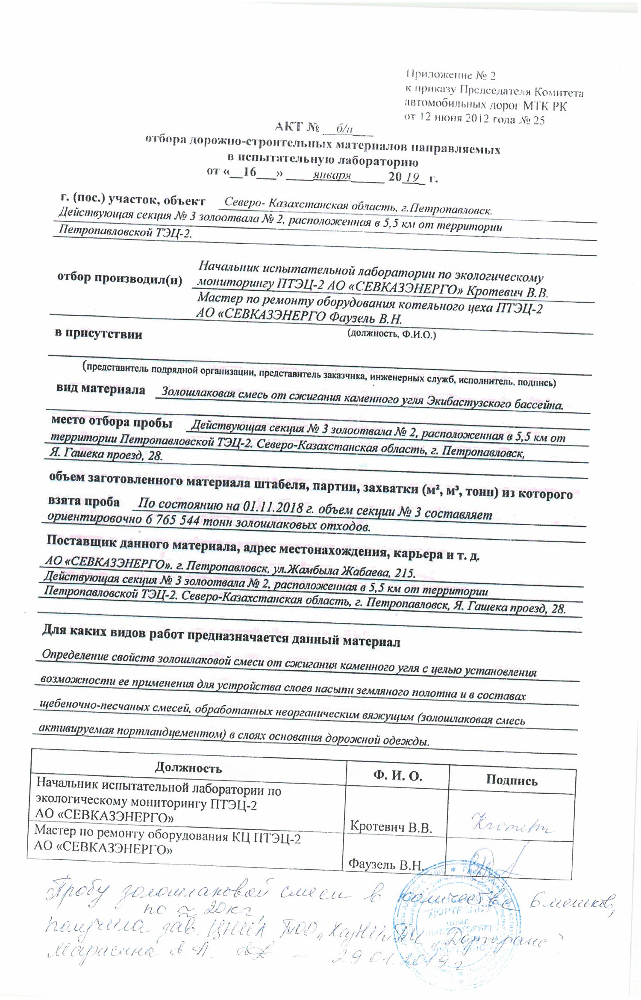 Приложение № 2
к приказу Председателя Комитета
автомобильных дорог МТК РК
от 12 июня 2012 года № 25
АКТ № __б/н___
отбора дорожно-строительных материалов направляемых
в испытательную лабораторию
от «__16___» ____января_____ 20_19_ г.
г. (пос.) участок, объект Северо- Казахстанская область, г.Петропавловск.
Действующая секция № 3 золоотвала № 2, расположенная в 5,5 км от территории
Петропавловской ТЭЦ-2.
Начальник испытательной лаборатории по экологическому
отбор производил(и) мониторингу ПТЭЦ-2 АО «СЕВКАЗЭНЕРГО» Кротевич В.В.
Мастер по ремонту оборудования котельного цеха ПТЭЦ-2
АО «СЕВКАЗЭНЕРГО Фаузель В.Н.
(должность, Ф.И.О.)
в присутствии
(представитель подрядной организации, представитель заказчика, инженерных служб, исполнитель, подпись)
вид материала Золошлаковая смесь от сжигания каменного угля Экибастузского бассейна.
место отбора пробы Действующая секция № 3 золоотвала № 2, расположенная в 5,5 км от
территории Петропавловской ТЭЦ-2. Северо-Казахстанская область, г. Петропавловск,
Я. Гашека проезд, 28.
объем заготовленного материала штабеля, партии, захватки (м², м³, тонн) из которого
взята проба По состоянию на 01.11.2018 г. объем секции № 3 составляет
ориентировочно 6 765 544 тонн золошлаковых отходов.
Поставщик данного материала, адрес местонахождения, карьера и т. д.
АО «СЕВКАЗЭНЕРГО». г. Петропавловск, ул.Жамбыла Жабаева, 215.
Действующая секция № 3 золоотвала № 2, расположенная в 5,5 км от территории
Петропавловской ТЭЦ-2. Северо-Казахстанская область, г. Петропавловск, Я. Гашека проезд, 28.
Для каких видов работ предназначается данный материал
Определение свойств золошлаковой смеси от сжигания каменного угля с целью установления
возможности ее применения для устройства слоев насыпи земляного полотна и в составах
щебеночно-песчаных смесей, обработанных неорганическим вяжущим (золошлаковая смесь
активируемая портландцементом) в слоях основания дорожной одежды.
Должность Ф. И. О. Подпись
Начальник испытательной лаборатории по
экологическому мониторингу ПТЭЦ-2
АО «СЕВКАЗЭНЕРГО» Кротевич В.В.
Мастер по ремонту оборудования КЦ ПТЭЦ-2
АО «СЕВКАЗЭНЕРГО»
Фаузель В.Н.
Пробу золошлаковой смеси в количестве 6 мешков,
по ≈ 20 кг,
получила зав. ЦНИЛ ТОО „КазНИиПИ „Дортранс"
Марасина В.А. — 29.01.2019 г
"ДОРТРАНС"
ЦНИЛ